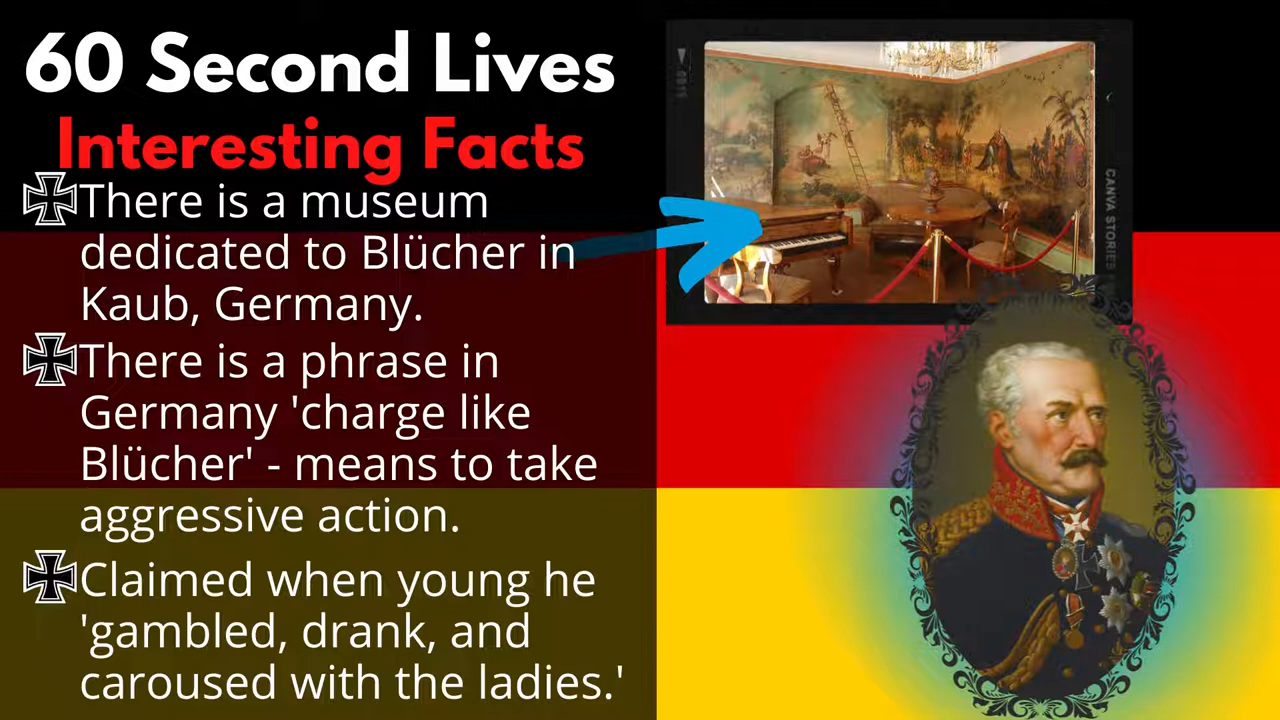 60 Second Lives
Interesting Facts
There is a museum
dedicated to Blücher in
Kaub, Germany.
There is a phrase in
Germany 'charge like
Blücher' - means to take
aggressive action.
Claimed when young he
'gambled, drank, and
caroused with the ladies.'
CANVA STORIES